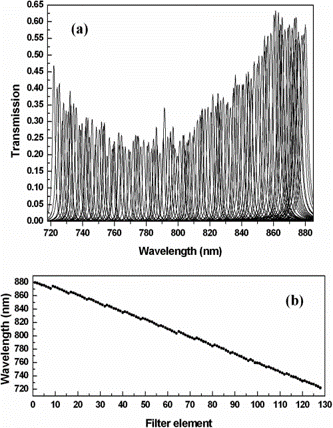 (a)
Transmission
0.65
0.60
0.55
0.50
0.45
0.40
0.35
0.30
0.25
0.20
0.15
0.10
0.05
0.00
720 740 760 780 800 820 840 860 880
Wavelength (nm)
(b)
Wavelength (nm)
880
860
840
820
800
780
760
740
720
0 10 20 30 40 50 60 70 80 90 100 110 120 130
Filter element